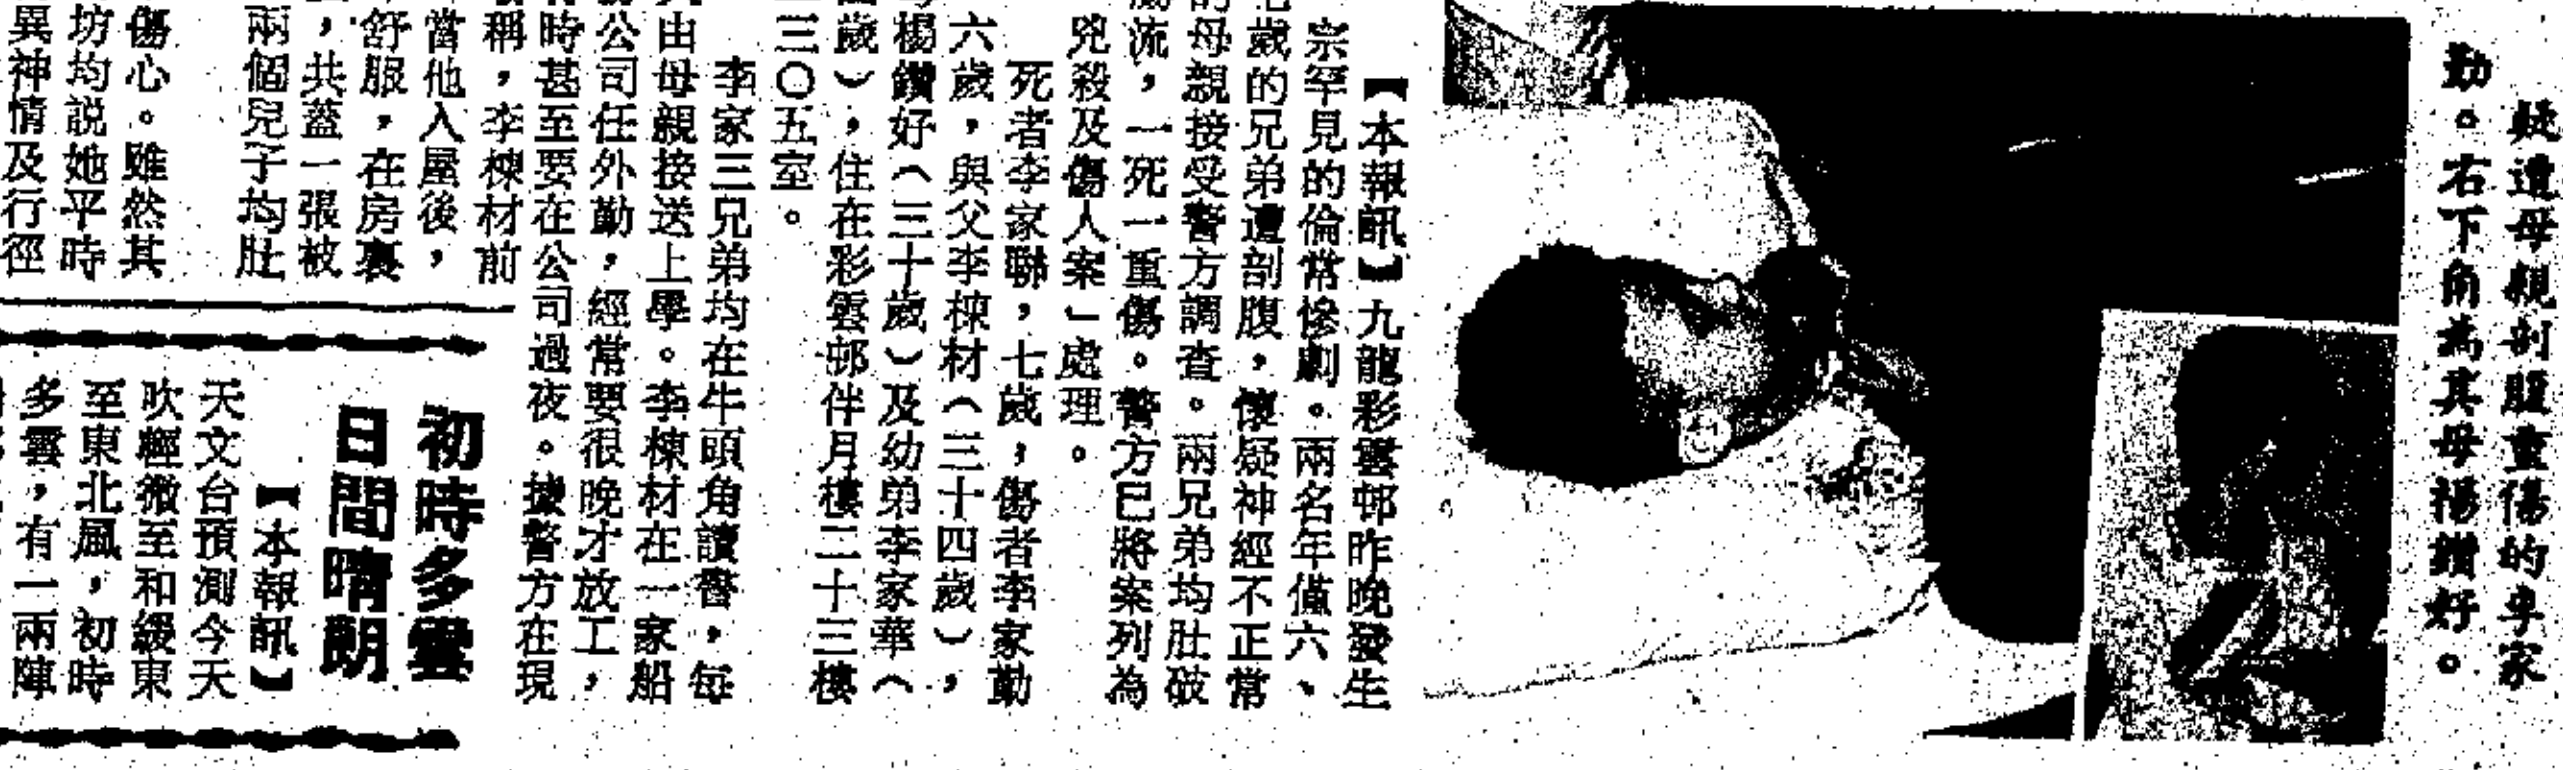 疑遭母親剖腹重傷的李家
勤。右下角為其母楊鑽好。
【本報訊】九龍彩雲邨昨晚發生
宗罕見的倫常慘劇。兩名年僅六、
歲的兄弟遭剖腹,懷疑神經不正常
的母親接受警方調查。兩兄弟均肚破
流,一死一重傷。警方已將案列為
兇殺及傷人案」處理。
死者李家聯,七歲,傷者李家勤
六歲,與父李棟材(三十四歲),
楊鑽好(三十歲)及幼弟李家華(
歲),住在彩雲邨伴月樓二十三樓
三〇五室。
李家三兄弟均在牛頭角讀書,每
由母親接送上學。李棟材在一家船
公司任外勤,經常要很晚才放工,
時甚至要在公司過夜。據警方在現
稱,李棟材前
當他入屋後,
舒服,在房裏
,共蓋一張被
兩個兒子均肚
傷心。雖然其
坊均說她平時
異神情及行徑
初時多雲
日間晴朗
【本報訊】
天文台預測今天
吹輕微至和緩東
至東北風,初時
多雲,有一兩陣